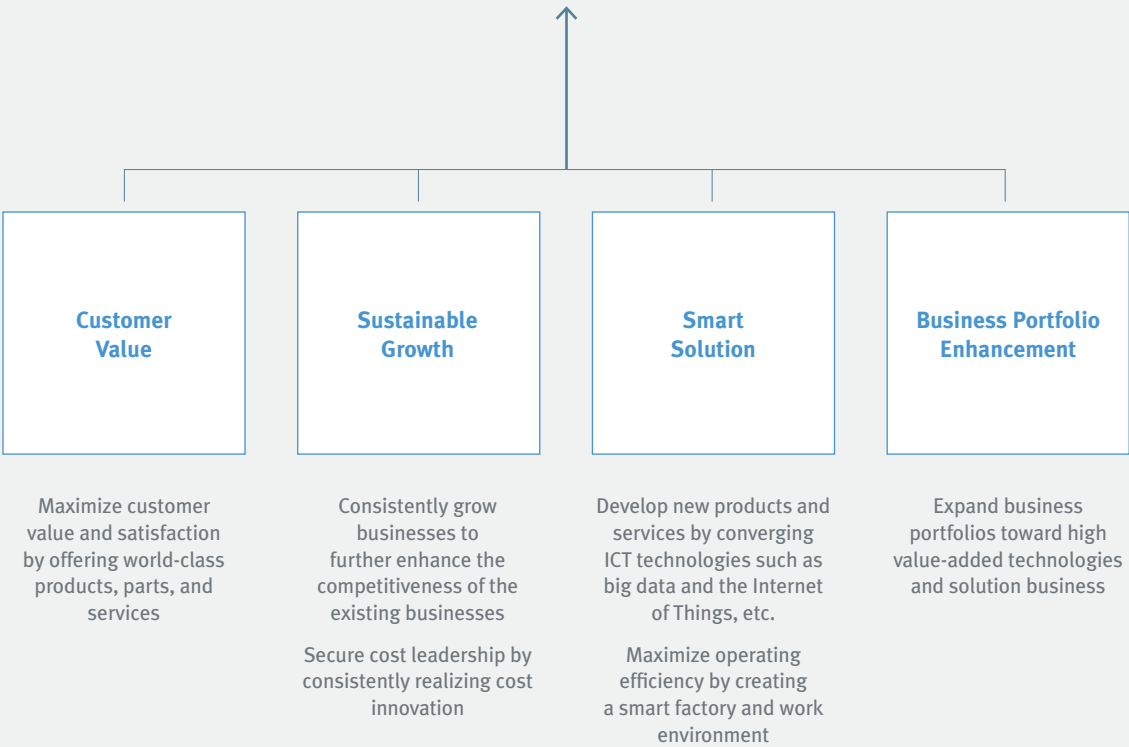 Customer
Value
Sustainable
Growth
Smart
Solution
Business Portfolio
Enhancement
Maximize customer
value and satisfaction
by offering world-class
products, parts, and
services
Consistently grow
businesses to
further enhance the
competitiveness of the
existing businesses
Secure cost leadership by
consistently realizing cost
innovation
Develop new products and
services by converging
ICT technologies such as
big data and the Internet
of Things, etc.
Maximize operating
efficiency by creating
a smart factory and work
environment
Expand business
portfolios toward high
value-added technologies
and solution business